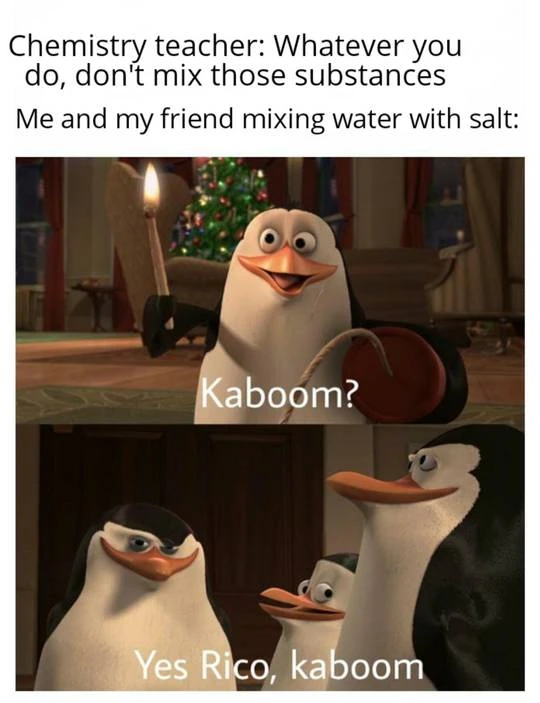 Chemistry teacher: Whatever you
do, don't mix those substances
Me and my friend mixing water with salt:
Kaboom?
Yes Rico, kaboom